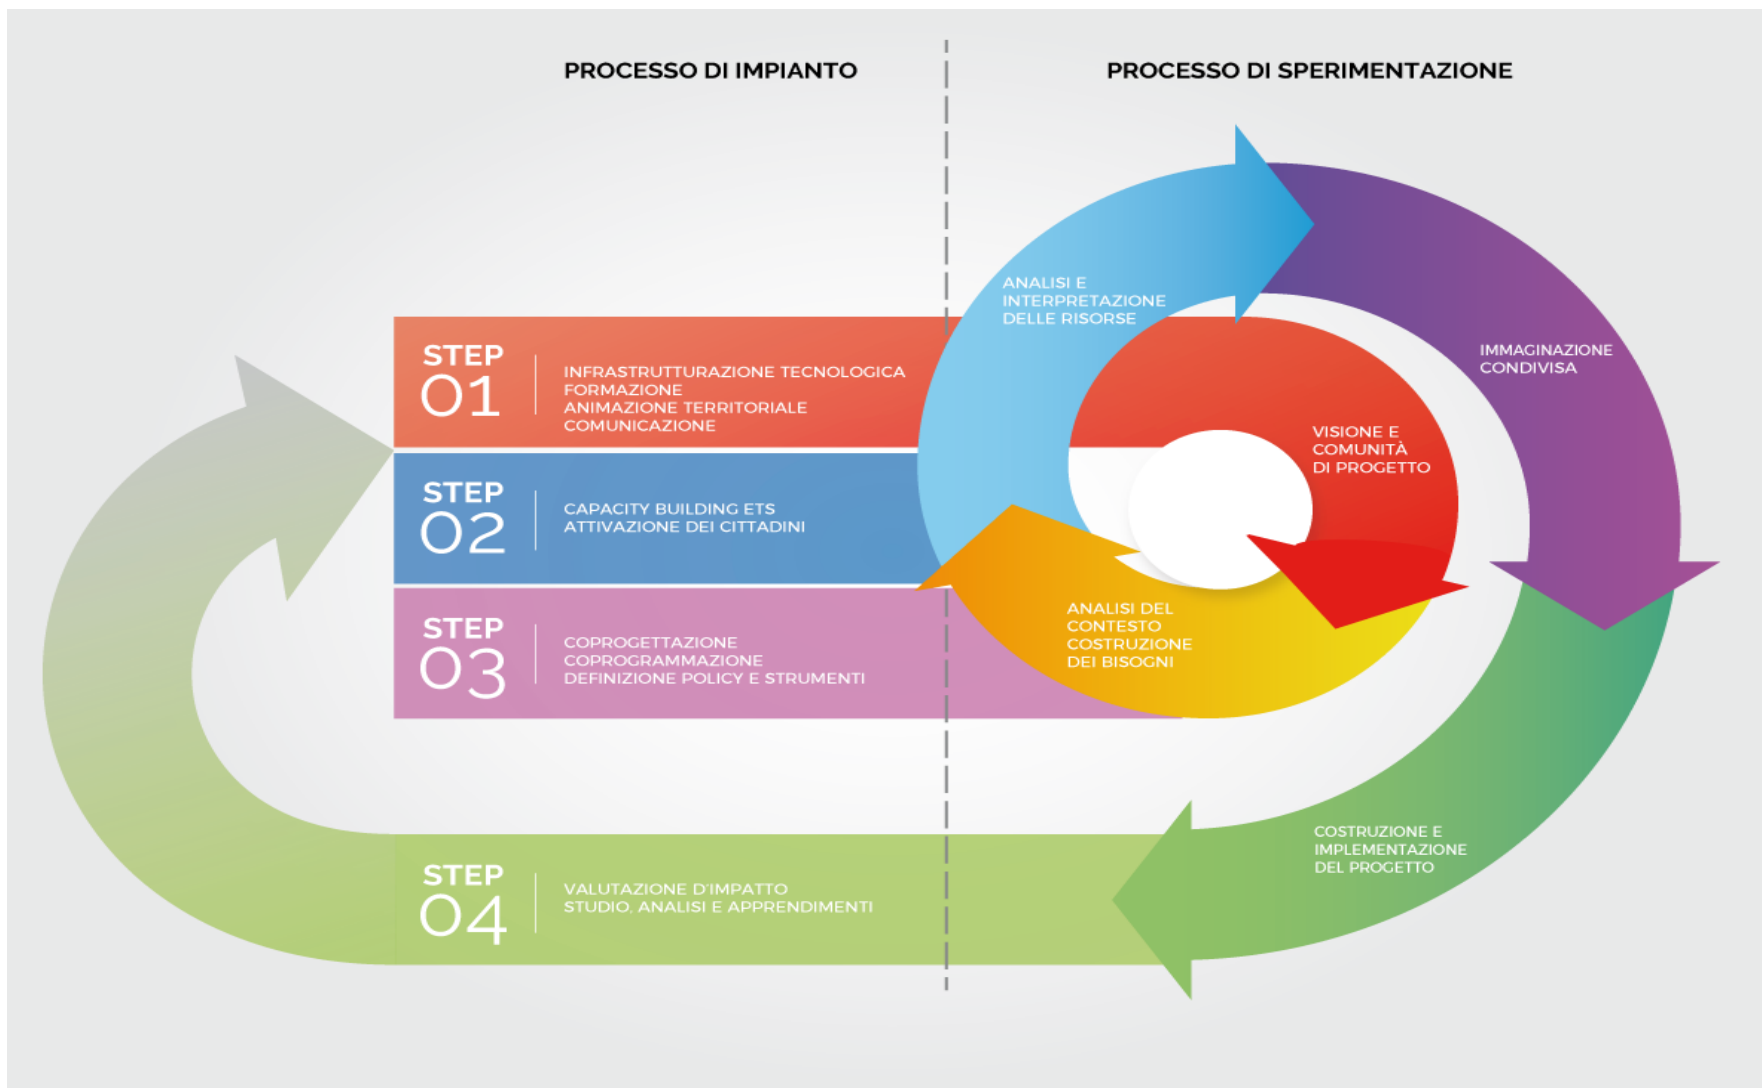 PROCESSO DI IMPIANTO
PROCESSO DI SPERIMENTAZIONE
STEP
01
INFRASTRUTTURAZIONE TECNOLOGICA
FORMAZIONE
ANIMAZIONE TERRITORIALE
COMUNICAZIONE
STEP
02
CAPACITY BUILDING ETS
ATTIVAZIONE DEI CITTADINI
STEP
03
COPROGETTAZIONE
COPROGRAMMAZIONE
DEFINIZIONE POLICY E STRUMENTI
STEP
04
VALUTAZIONE D'IMPATTO
STUDIO, ANALISI E APPRENDIMENTI
VISIONE E
COMUNITÀ
DI PROGETTO
ANALISI DEL
CONTESTO
COSTRUZIONE
DEI BISOGNI
ANALISI E
INTERPRETAZIONE
DELLE RISORSE
IMMAGINAZIONE
CONDIVISA
COSTRUZIONE E
IMPLEMENTAZIONE
DEL PROGETTO